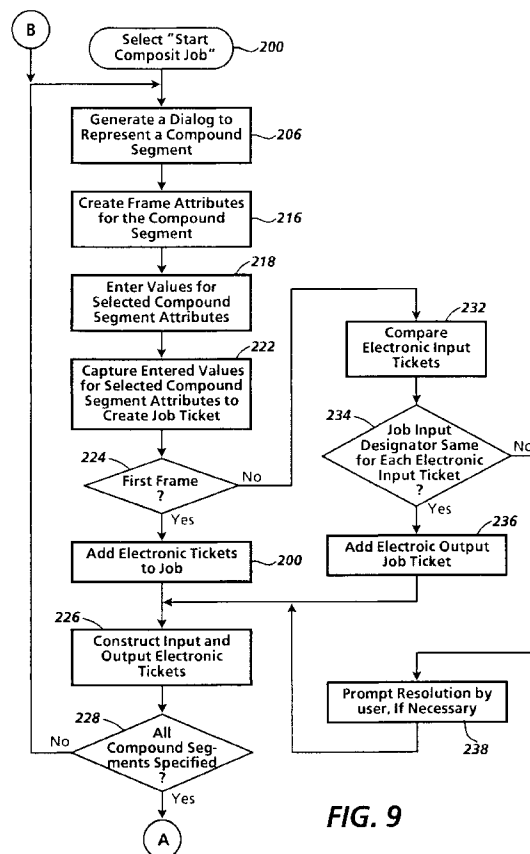 B
Select "Start
Composit Job"
200
Generate a Dialog to
Represent a Compound
Segment
206
Create Frame Attributes
for the Compound
Segment
216
218
Enter Values for
Selected Compound
Segment Attributes
222
Capture Entered Values
for Selected Compound
Segment Attributes to
Create Job Ticket
224
First Frame
?
No
Yes
Add Electronic Tickets
to Job
200
226
Construct Input and
Output Electronic
Tickets
228
All
Compound Seg-
ments Specified
?
No
Yes
A
232
Compare
Electronic Input
Tickets
234
Job Input
Designator Same
for Each Electronic
Input Ticket
?
No
Yes
236
Add Electroic Output
Job Ticket
Prompt Resolution by
user, If Necessary
238
FIG. 9